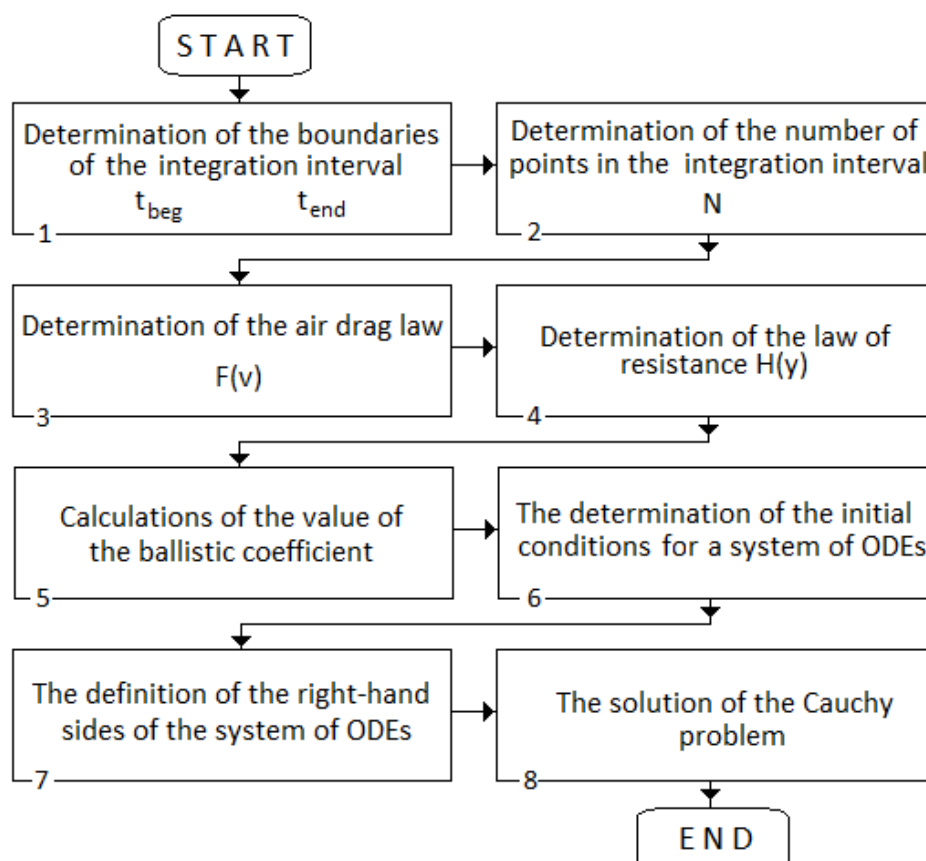 START
Determination of the boundaries
of the integration interval
t_beg t_end
1
Determination of the number of
points in the integration interval
N
2
Determination of the air drag law
F(v)
3
Determination of the law of
resistance H(y)
4
Calculations of the value of
the ballistic coefficient
5
The determination of the initial
conditions for a system of ODEs
6
The definition of the right-hand
sides of the system of ODEs
7
The solution of the Cauchy
problem
8
END